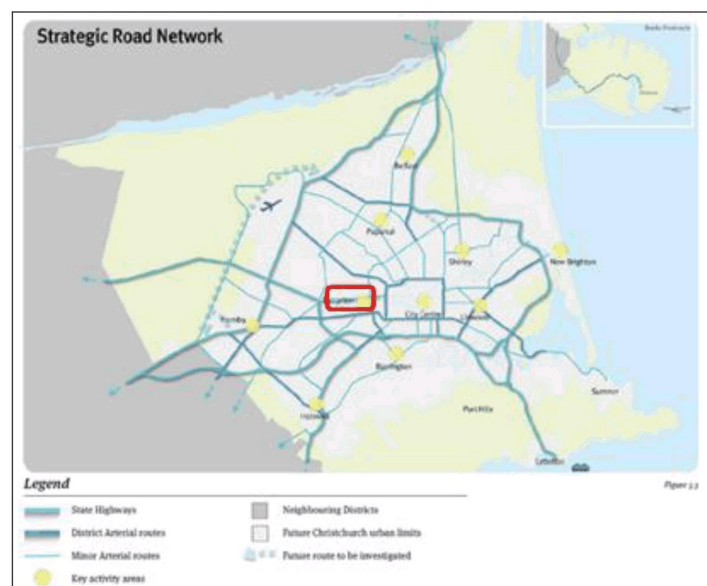 Strategic Road Network
Banks Peninsula
Belfast
Papanui
Shirley
New Brighton
Hornby
City Centre
Linwood
Barrington
Sumner
Halswell
Port Hills
Lyttelton
Legend
Figure 5.3
State Highways
Neighbouring Districts
District Arterial routes
Future Christchurch urban limits
Minor Arterial routes
Future route to be investigated
Key activity areas